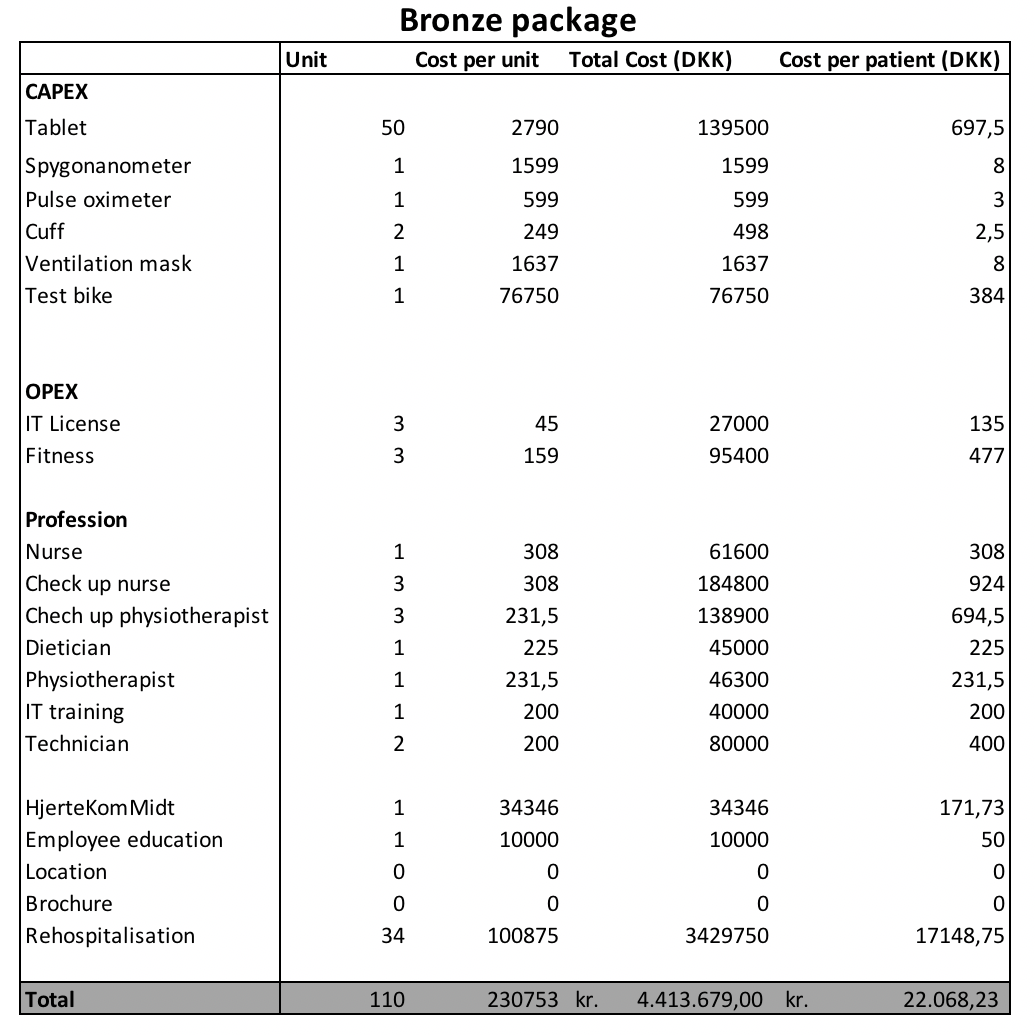 Bronze package
Unit Cost per unit Total Cost (DKK) Cost per patient (DKK)
CAPEX
Tablet 50 2790 139500 697,5
Spygonanometer 1 1599 1599 8
Pulse oximeter 1 599 599 3
Cuff 2 249 498 2,5
Ventilation mask 1 1637 1637 8
Test bike 1 76750 76750 384
OPEX
IT License 3 45 27000 135
Fitness 3 159 95400 477
Profession
Nurse 1 308 61600 308
Check up nurse 3 308 184800 924
Chech up physiotherapist 3 231,5 138900 694,5
Dietician 1 225 45000 225
Physiotherapist 1 231,5 46300 231,5
IT training 1 200 40000 200
Technician 2 200 80000 400
HjerteKomMidt 1 34346 34346 171,73
Employee education 1 10000 10000 50
Location 0 0 0 0
Brochure 0 0 0 0
Rehospitalisation 34 100875 3429750 17148,75
Total 110 230753 kr. 4.413.679,00 kr. 22.068,23